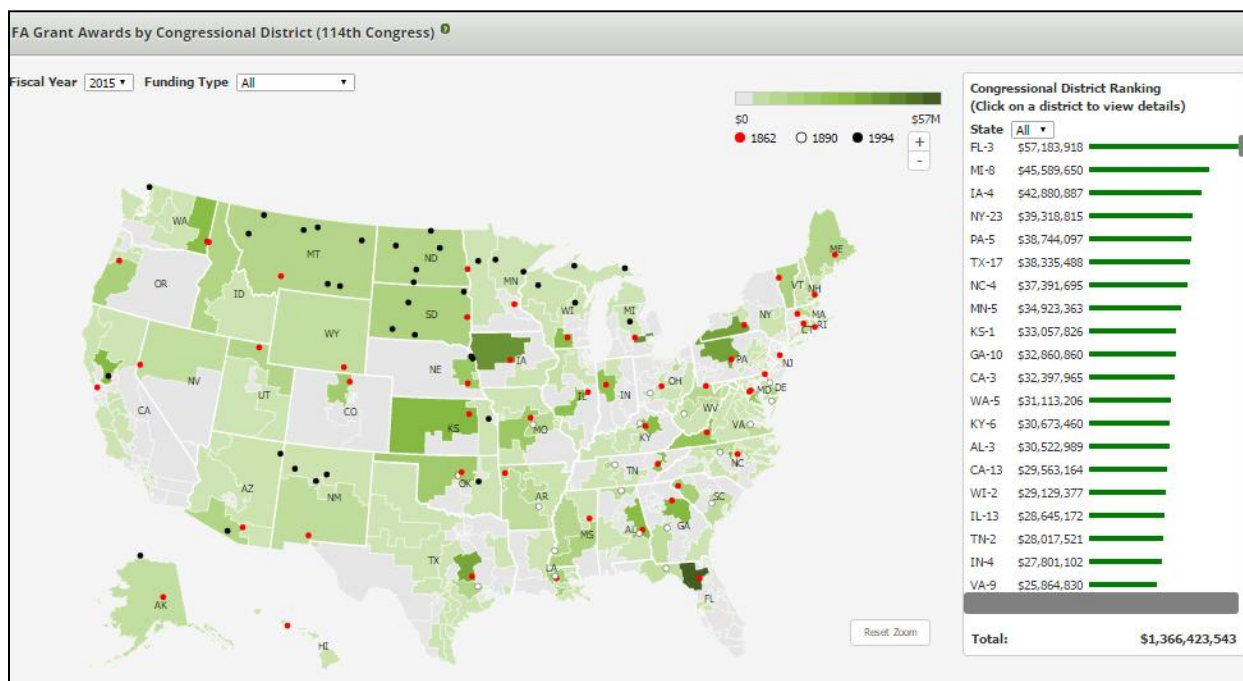 FA Grant Awards by Congressional District (114th Congress) ?
Fiscal Year 2015 Funding Type All
$0 $57M
1862 1890 1994
+
-
WA
MT
ND
MN
OR
ID
SD
WI
MI
WY
NE
IA
NV
UT
CO
CA
KS
MO
IL
IN
OH
PA
NY
VT
NH
ME
MA
CT
RI
NJ
DE
MD
WV
VA
KY
TN
NC
SC
AZ
NM
OK
AR
TX
LA
MS
AL
GA
FL
AK
HI
Reset Zoom
Congressional District Ranking
(Click on a district to view details)
State All
FL-3 $57,183,918
MI-8 $45,589,650
IA-4 $42,880,887
NY-23 $39,318,815
PA-5 $38,744,097
TX-17 $38,335,488
NC-4 $37,391,695
MN-5 $34,923,363
KS-1 $33,057,826
GA-10 $32,860,860
CA-3 $32,397,965
WA-5 $31,113,206
KY-6 $30,673,460
AL-3 $30,522,989
CA-13 $29,563,164
WI-2 $29,129,377
IL-13 $28,645,172
TN-2 $28,017,521
IN-4 $27,801,102
VA-9 $25,864,830
Total: $1,366,423,543